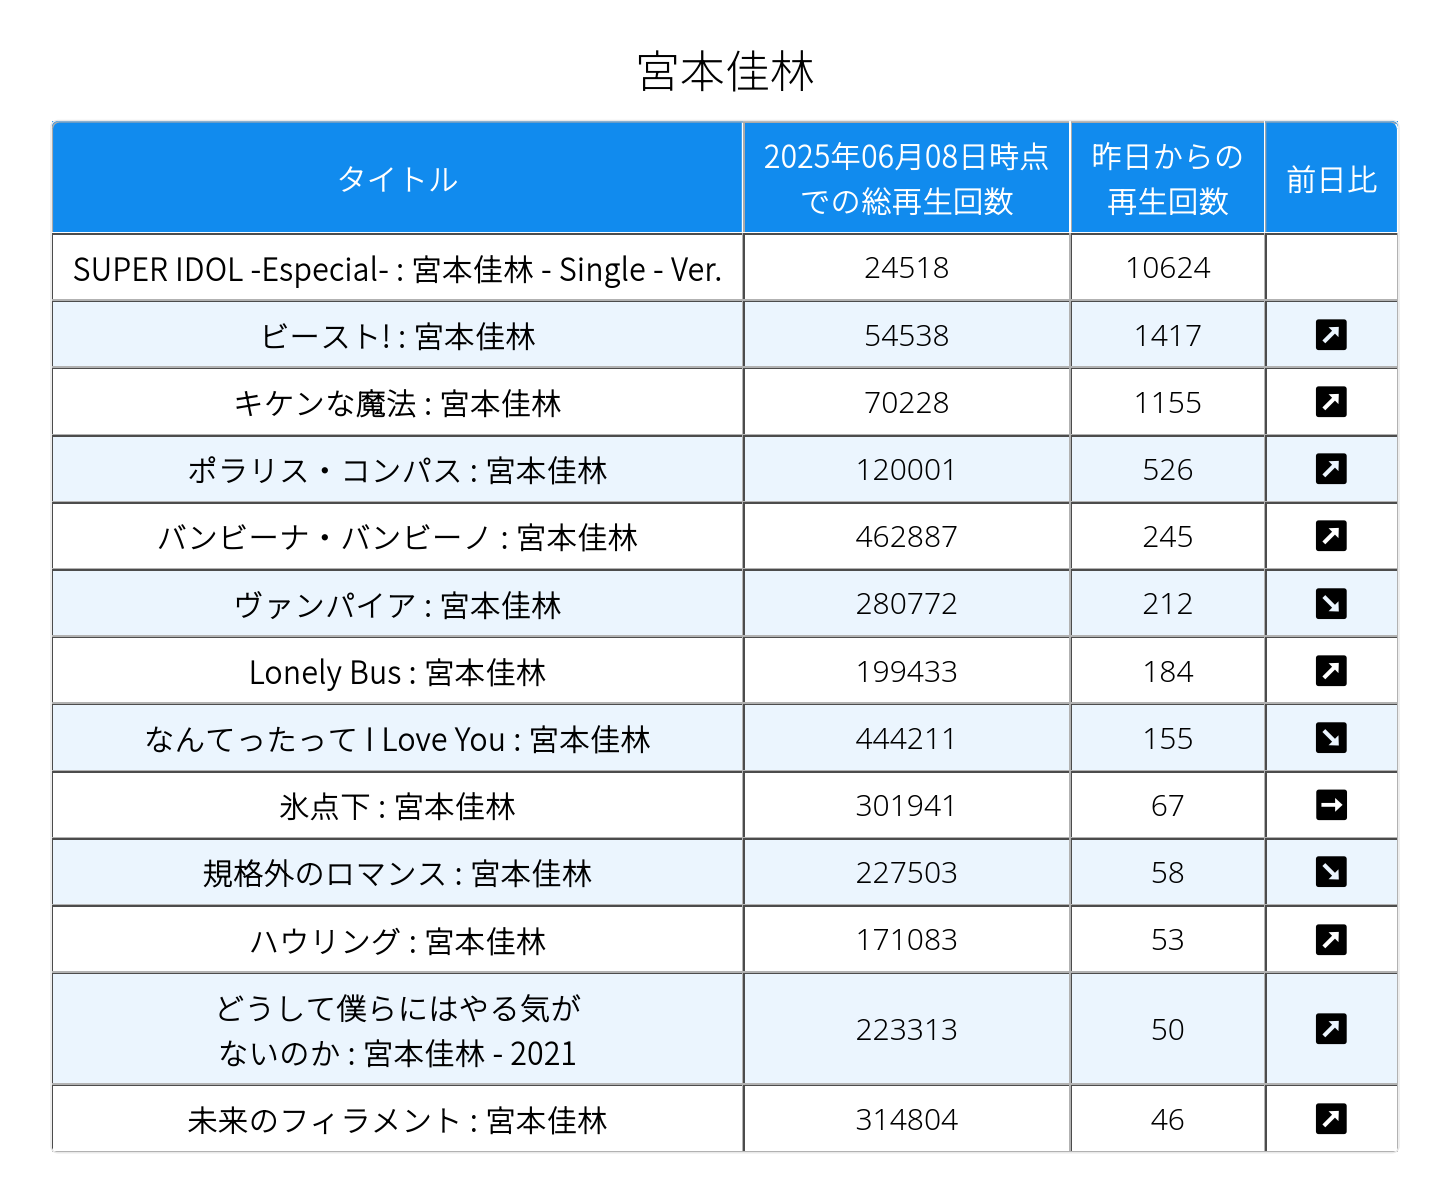 宮本佳林
タイトル 2025年06月08日時点での総再生回数 昨日からの再生回数 前日比
SUPER IDOL -Especial- : 宮本佳林 - Single - Ver. 24518 10624
ビースト! : 宮本佳林 54538 1417 ↗
キケンな魔法 : 宮本佳林 70228 1155 ↗
ポラリス・コンパス : 宮本佳林 120001 526 ↗
バンビーナ・バンビーノ : 宮本佳林 462887 245 ↗
ヴァンパイア : 宮本佳林 280772 212 ↘
Lonely Bus : 宮本佳林 199433 184 ↗
なんてったって I Love You : 宮本佳林 444211 155 ↘
氷点下 : 宮本佳林 301941 67 →
規格外のロマンス : 宮本佳林 227503 58 ↘
ハウリング : 宮本佳林 171083 53 ↗
どうして僕らにはやる気が
ないのか : 宮本佳林 - 2021 223313 50 ↗
未来のフィラメント : 宮本佳林 314804 46 ↗